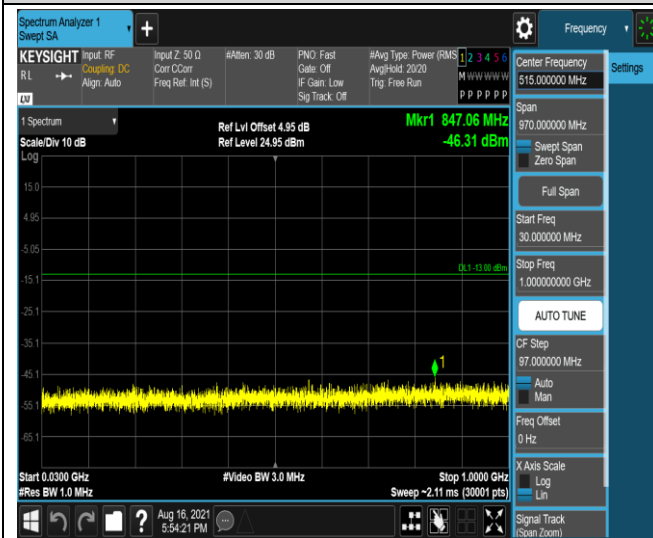 Spectrum Analyzer 1
Swept SA
+
Frequency
KEYSIGHT
RL
LXI
Input: RF
Coupling: DC
Align: Auto
Input Z: 50 Ω
Corr CCorr
Freq Ref: Int (S)
#Atten: 30 dB
PNO: Fast
Gate: Off
IF Gain: Low
Sig Track: Off
#Avg Type: Power (RMS
Avg|Hold: 20/20
Trig: Free Run
1 2 3 4 5 6
M W W W W W
P P P P P P
1 Spectrum
Scale/Div 10 dB
Log
Ref Lvl Offset 4.95 dB
Ref Level 24.95 dBm
Mkr1 847.06 MHz
-46.31 dBm
15.0
4.95
-5.05
-15.1
-25.1
-35.1
-45.1
-55.1
-65.1
DL1 -13.00 dBm
1
Start 0.0300 GHz
#Res BW 1.0 MHz
#Video BW 3.0 MHz
Stop 1.0000 GHz
Sweep ~2.11 ms (30001 pts)
Aug 16, 2021
5:54:21 PM
?
Center Frequency
515.000000 MHz
Settings
Span
970.000000 MHz
Swept Span
Zero Span
Full Span
Start Freq
30.000000 MHz
Stop Freq
1.000000000 GHz
AUTO TUNE
CF Step
97.000000 MHz
Auto
Man
Freq Offset
0 Hz
X Axis Scale
Log
Lin
Signal Track
(Span Zoom)